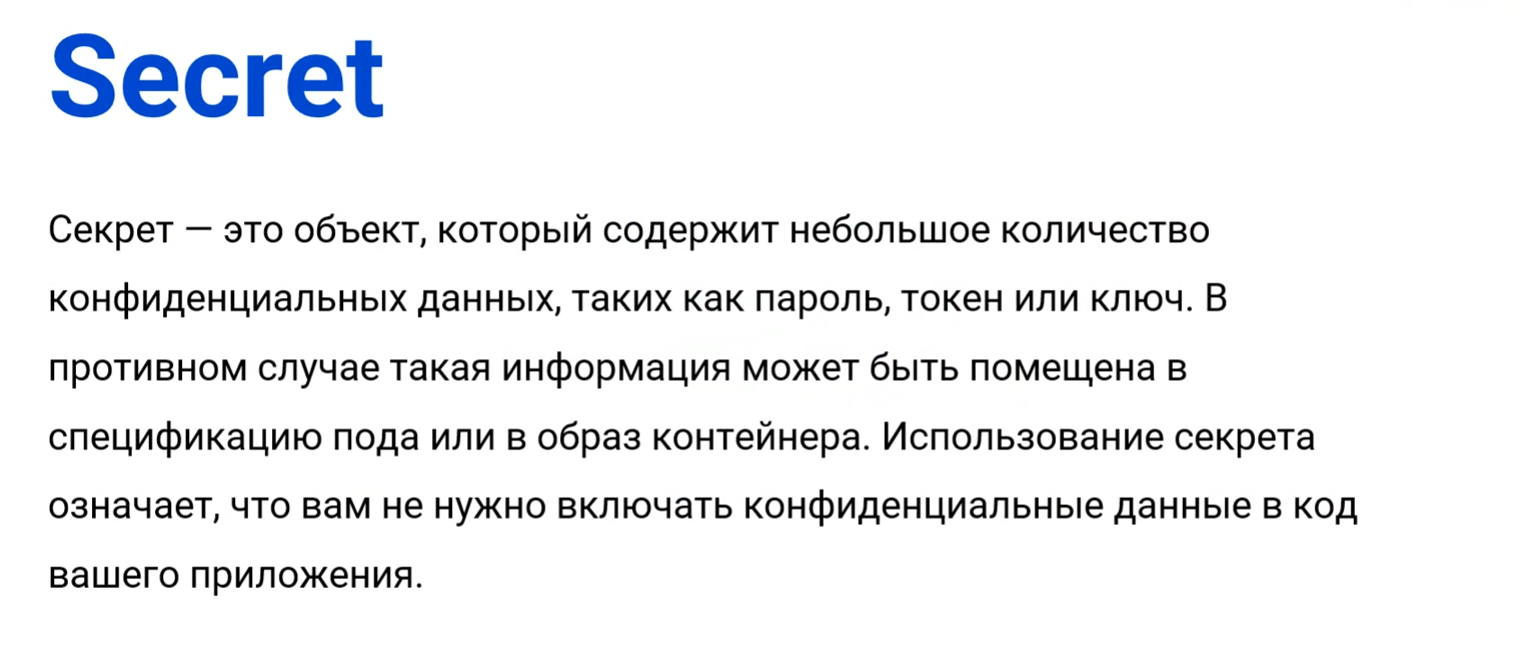 Secret
Секрет — это объект, который содержит небольшое количество
конфиденциальных данных, таких как пароль, токен или ключ. В
противном случае такая информация может быть помещена в
спецификацию пода или в образ контейнера. Использование секрета
означает, что вам не нужно включать конфиденциальные данные в код
вашего приложения.